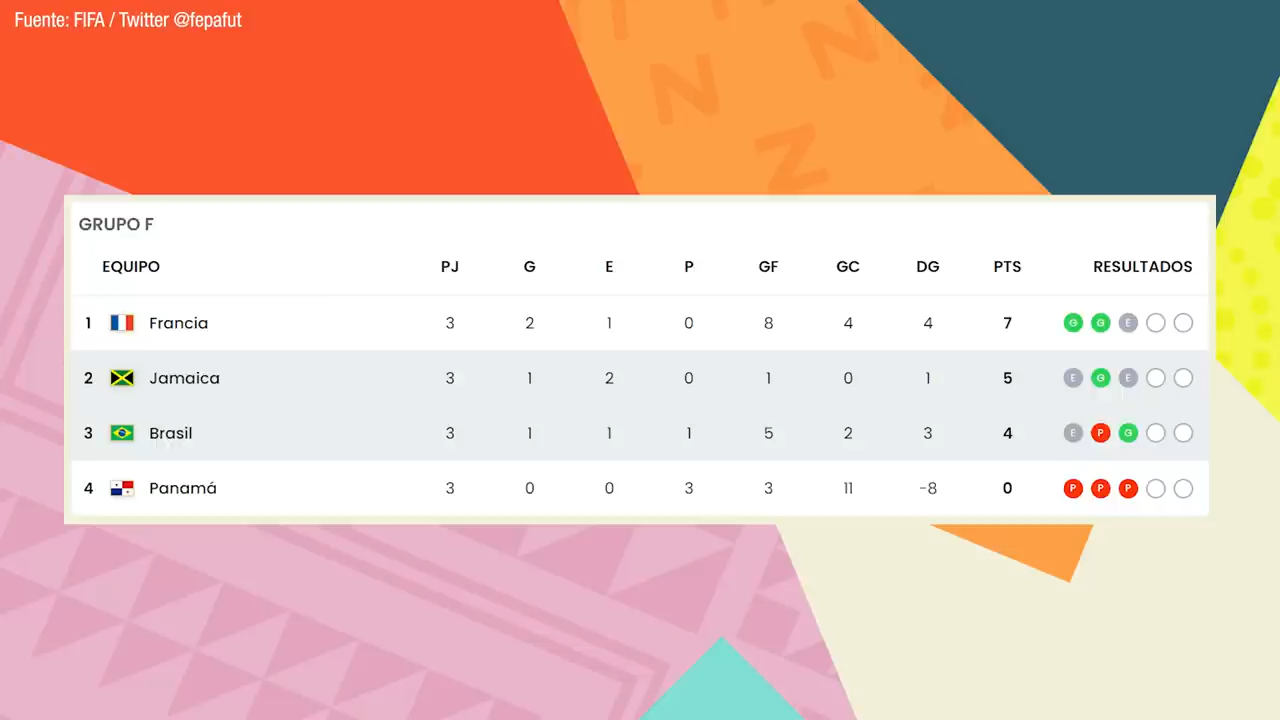 Fuente: FIFA / Twitter @fepafut
GRUPO F
EQUIPO PJ G E P GF GC DG PTS RESULTADOS
1 Francia 3 2 1 0 8 4 4 7 G G E
2 Jamaica 3 1 2 0 1 0 1 5 E G E
3 Brasil 3 1 1 1 5 2 3 4 E P G
4 Panamá 3 0 0 3 3 11 -8 0 P P P